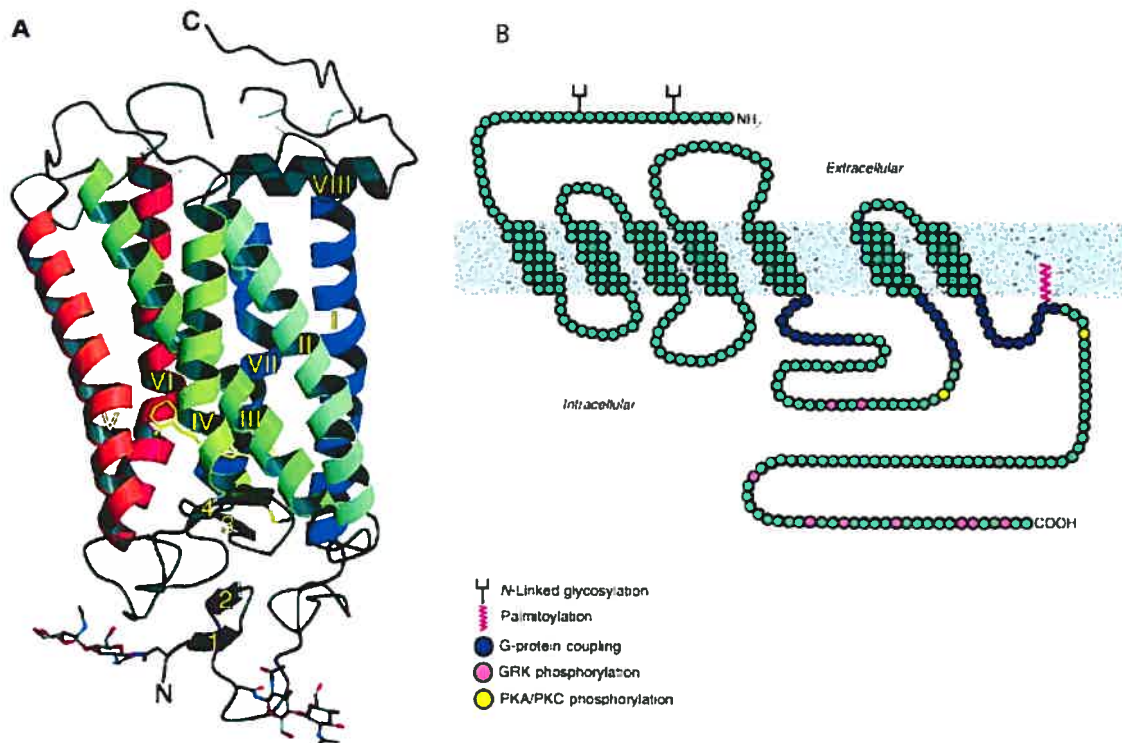 A
C
B
NH
Extracellular
VIII
I
II
VII
VI
IV
III
V
Intracellular
4
3
2
1
N
COOH
N-Linked glycosylation
Palmitoylation
G-protein coupling
GRK phosphorylation
PKA/PKC phosphorylation